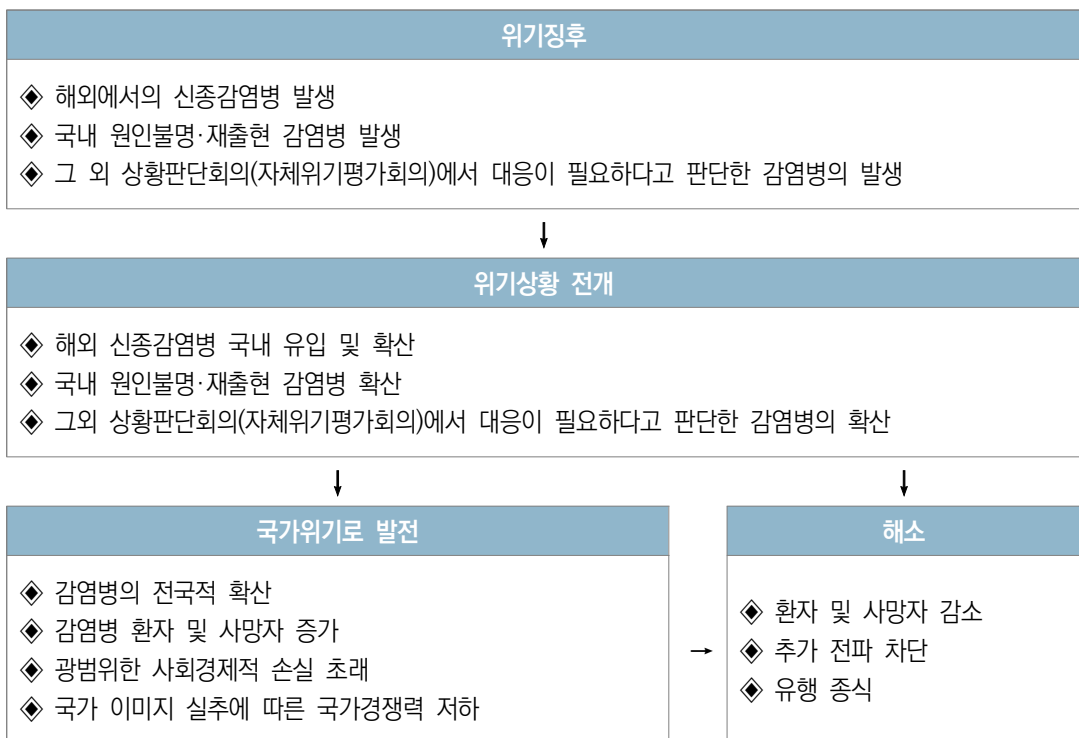 위기징후
◈ 해외에서의 신종감염병 발생
◈ 국내 원인불명·재출현 감염병 발생
◈ 그 외 상황판단회의(자체위기평가회의)에서 대응이 필요하다고 판단한 감염병의 발생
↓
위기상황 전개
◈ 해외 신종감염병 국내 유입 및 확산
◈ 국내 원인불명·재출현 감염병 확산
◈ 그외 상황판단회의(자체위기평가회의)에서 대응이 필요하다고 판단한 감염병의 확산
↓ ↓
국가위기로 발전
◈ 감염병의 전국적 확산
◈ 감염병 환자 및 사망자 증가
◈ 광범위한 사회경제적 손실 초래
◈ 국가 이미지 실추에 따른 국가경쟁력 저하
→
해소
◈ 환자 및 사망자 감소
◈ 추가 전파 차단
◈ 유행 종식